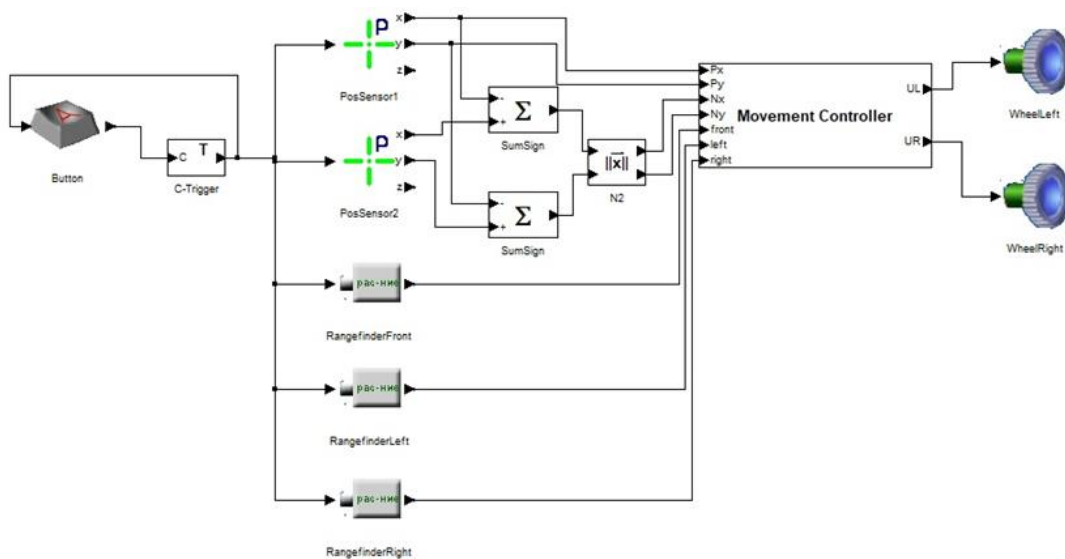 A
Button
C T
C-Trigger
P x
y
z
PosSensor1
P x
y
z
PosSensor2
- Σ
+
SumSign
- Σ
+
SumSign
||x||
N2
Px
Py
Nx
Ny
front
left
right
Movement Controller
UL
UR
WheelLeft
WheelRight
рас-ние
RangefinderFront
рас-ние
RangefinderLeft
рас-ние
RangefinderRight